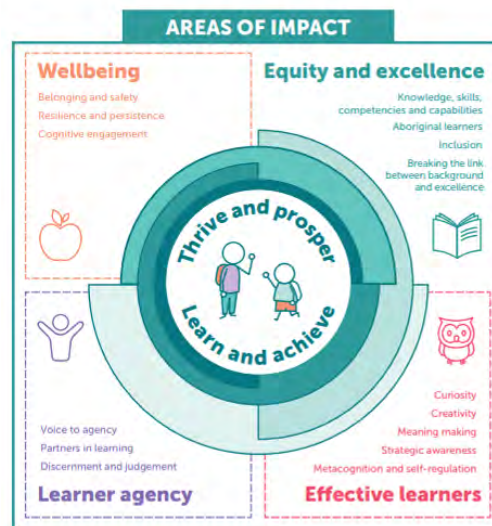 AREAS OF IMPACT
Wellbeing
Belonging and safety
Resilience and persistence
Cognitive engagement
Equity and excellence
Knowledge, skills,
competencies and capabilities
Aboriginal learners
Inclusion
Breaking the link
between background
and excellence
Thrive and prosper
Learn and achieve
Voice to agency
Partners in learning
Discernment and judgement
Learner agency
Curiosity
Creativity
Meaning making
Strategic awareness
Metacognition and self-regulation
Effective learners